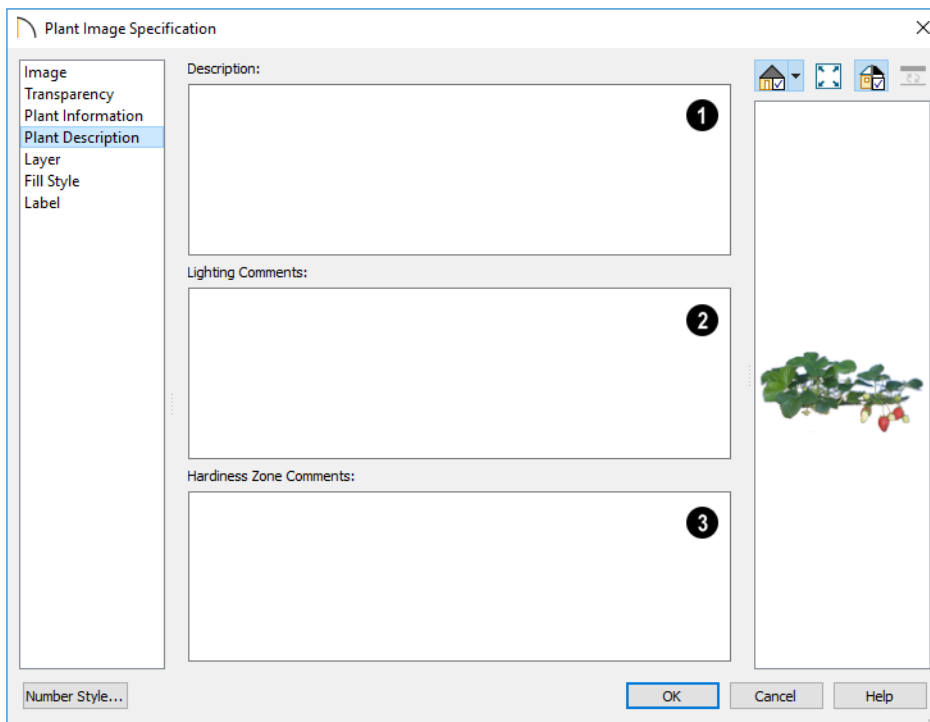 Plant Image Specification
Image
Transparency
Plant Information
Plant Description
Layer
Fill Style
Label
Description:
1
Lighting Comments:
2
Hardiness Zone Comments:
3
Number Style...
OK
Cancel
Help